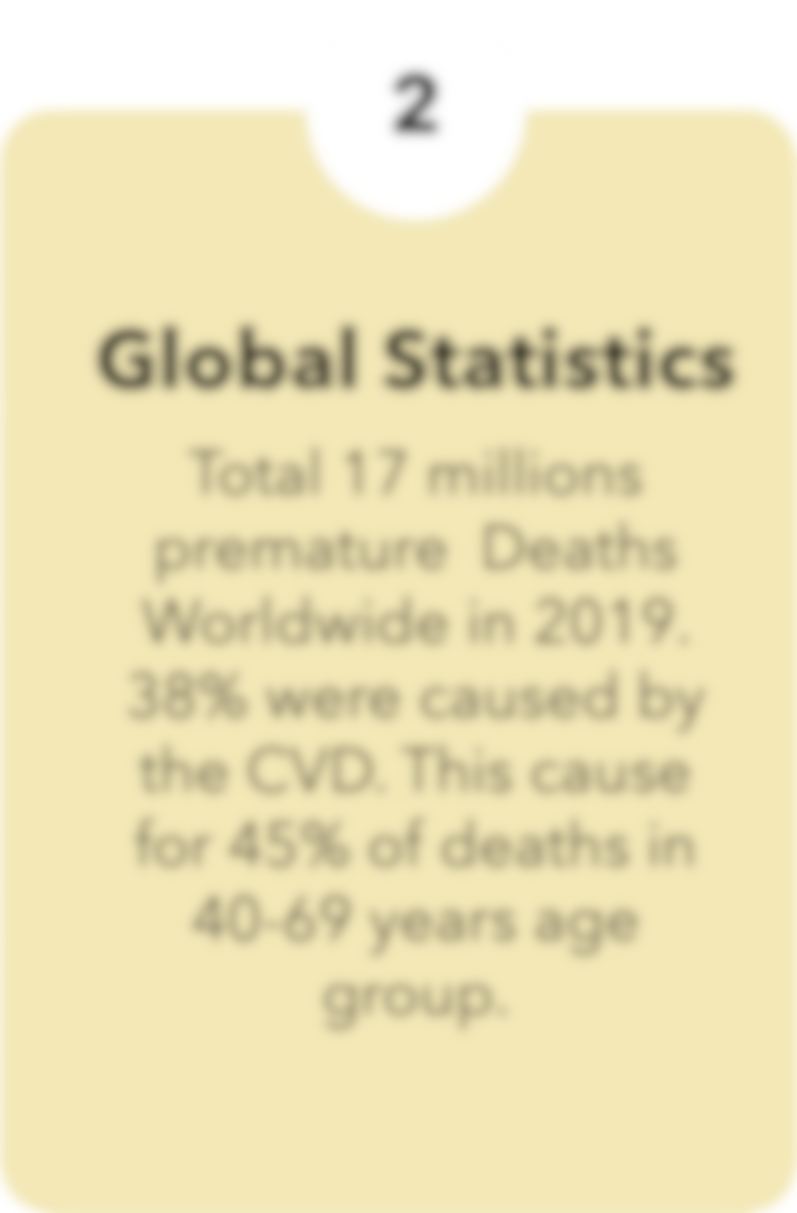 2
Global Statistics
Total 17 millions
premature  Deaths
Worldwide in 2019.
38% were caused by
the CVD. This cause
for 45% of deaths in
40-69 years age
group.